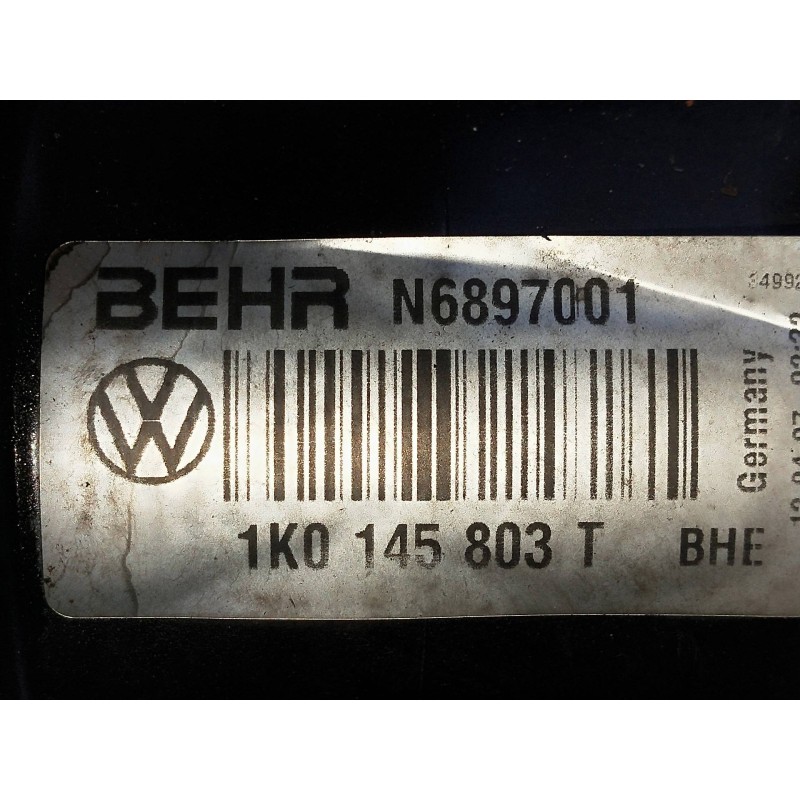 BEHR N6897001
1K0 145 803 T BHE
Germany